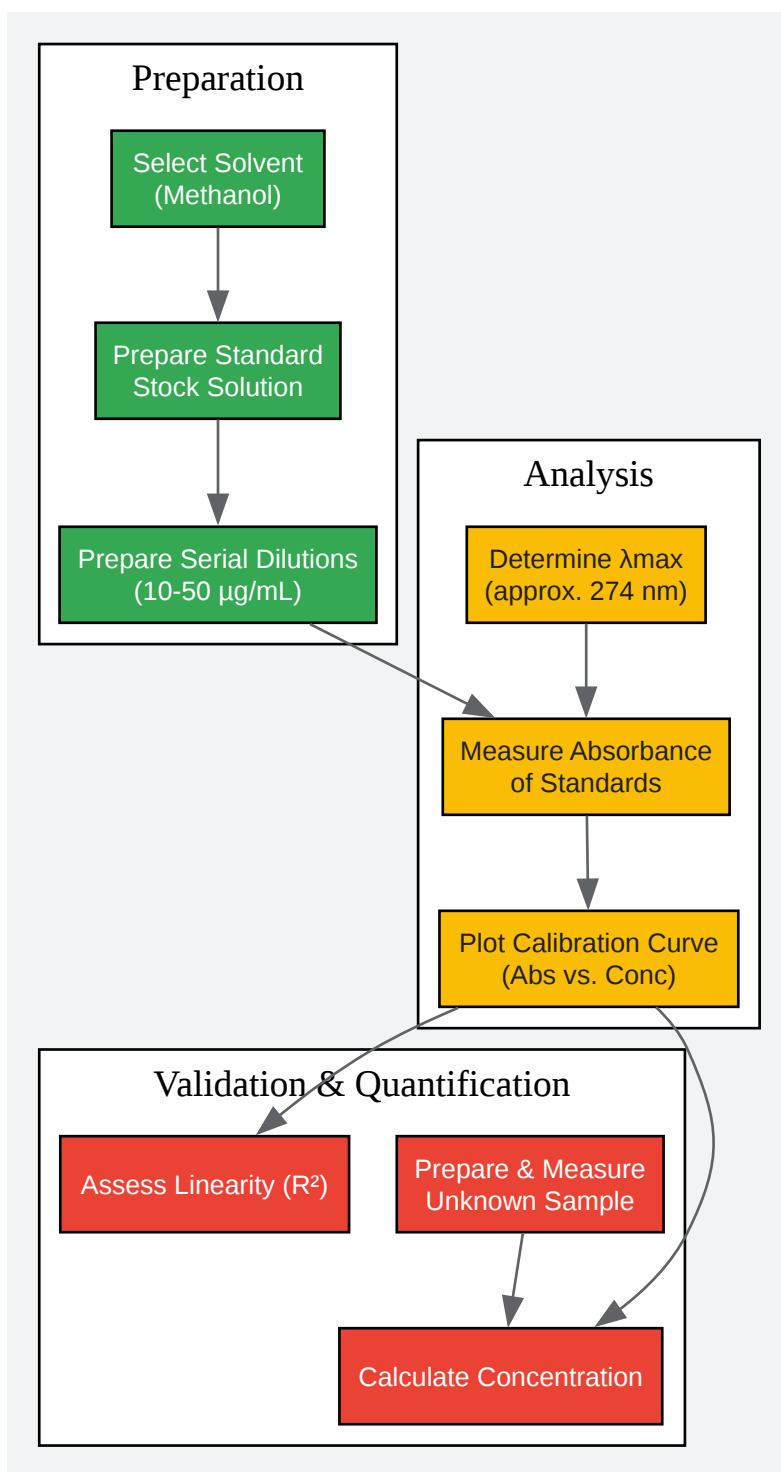 Preparation
Select Solvent
(Methanol)
Prepare Standard
Stock Solution
Prepare Serial Dilutions
(10-50 µg/mL)
Analysis
Determine λmax
(approx. 274 nm)
Measure Absorbance
of Standards
Plot Calibration Curve
(Abs vs. Conc)
Validation & Quantification
Assess Linearity (R²)
Prepare & Measure
Unknown Sample
Calculate Concentration